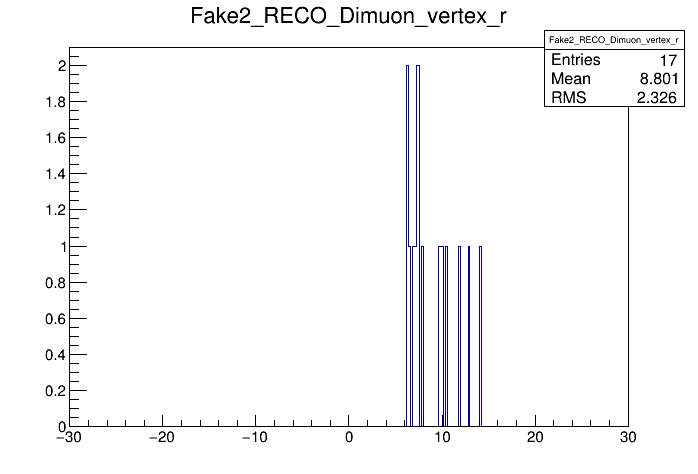 Fake2_RECO_Dimuon_vertex_r
Fake2_RECO_Dimuon_vertex_r
Entries 17
Mean 8.801
RMS 2.326
2
1.8
1.6
1.4
1.2
1
0.8
0.6
0.4
0.2
0
−30 −20 −10 0 10 20 30